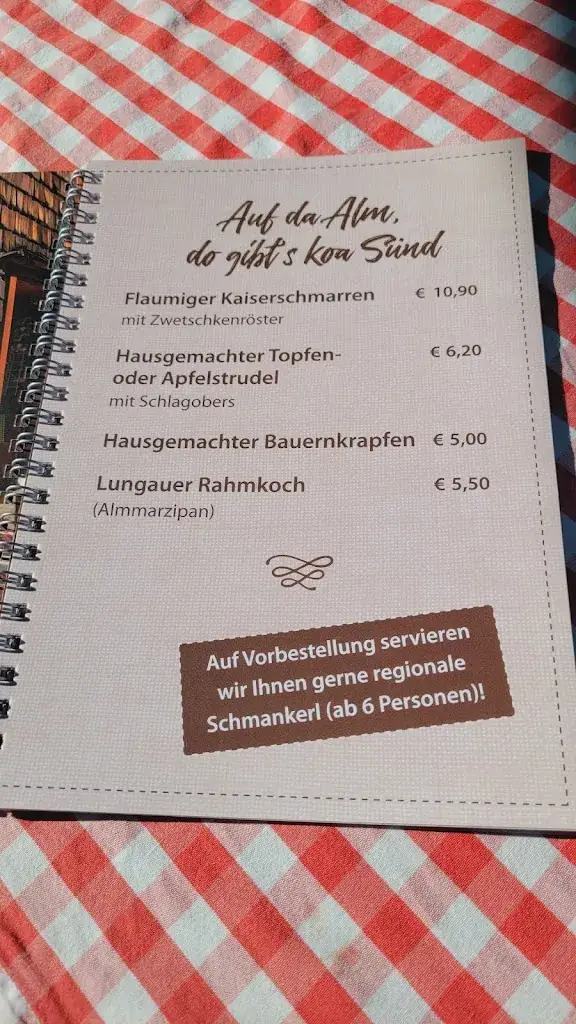 Auf da Alm,
do gibt's koa Sünd
Flaumiger Kaiserschmarren € 10,90
mit Zwetschkenröster
Hausgemachter Topfen- € 6,20
oder Apfelstrudel
mit Schlagobers
Hausgemachter Bauernkrapfen € 5,00
Lungauer Rahmkoch € 5,50
(Almmarzipan)
Auf Vorbestellung servieren
wir Ihnen gerne regionale
Schmankerl (ab 6 Personen)!